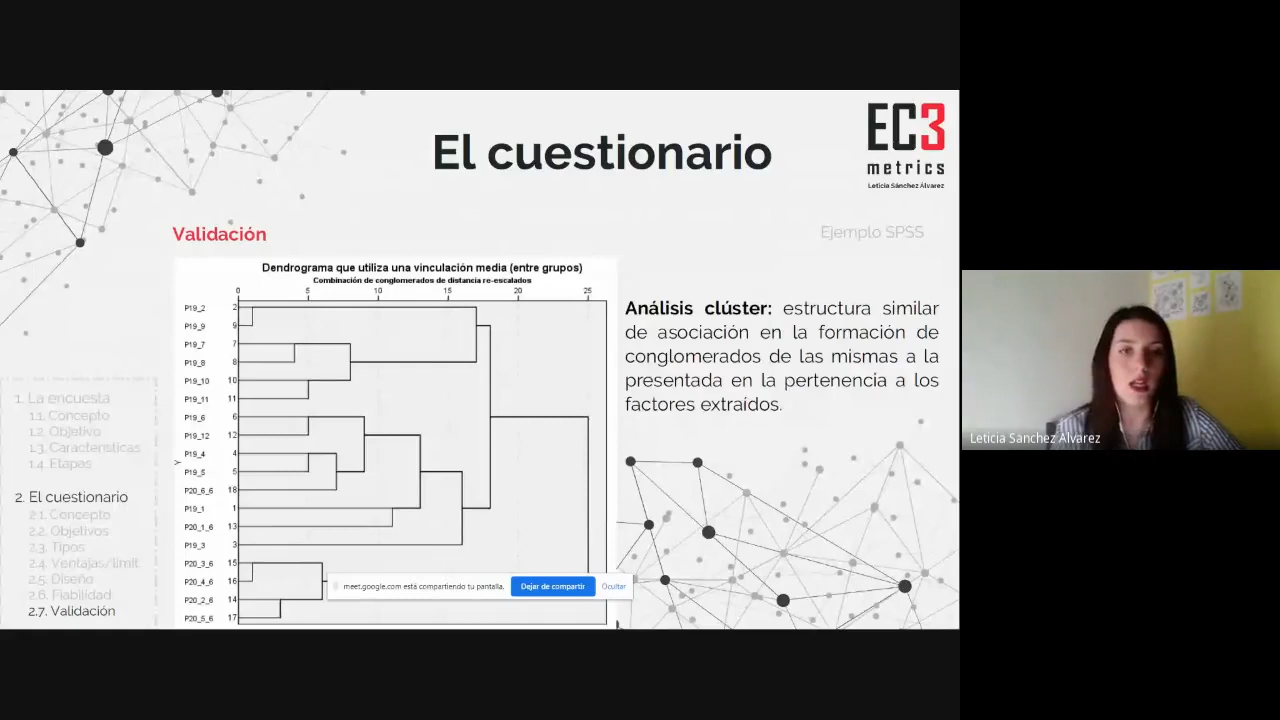 El cuestionario
EC3
metrics
Leticia Sánchez Álvarez
Validación
Ejemplo SPSS
Dendrograma que utiliza una vinculación media (entre grupos)
Combinación de conglomerados de distancia re-escalados
0 5 10 15 20 25
P19_2 2
P19_9 9
P19_7 7
P19_8 8
P19_10 10
P19_11 11
P19_6 6
P19_12 12
P19_4 4
Y
P19_5 5
P20_6_6 18
P19_1 1
P20_1_6 13
P19_3 3
P20_3_6 15
P20_4_6 16
P20_2_6 14
P20_5_6 17
Análisis clúster: estructura similar
de asociación en la formación de
conglomerados de las mismas a la
presentada en la pertenencia a los
factores extraídos.
1. La encuesta
1.1. Concepto
1.2. Objetivo
1.3. Características
1.4. Etapas
2. El cuestionario
2.1. Concepto
2.2. Objetivos
2.3. Tipos
2.4. Ventajas/limit
2.5. Diseño
2.6. Fiabilidad
2.7. Validación
meet.google.com está compartiendo tu pantalla.
Dejar de compartir
Ocultar
Leticia Sanchez Alvarez